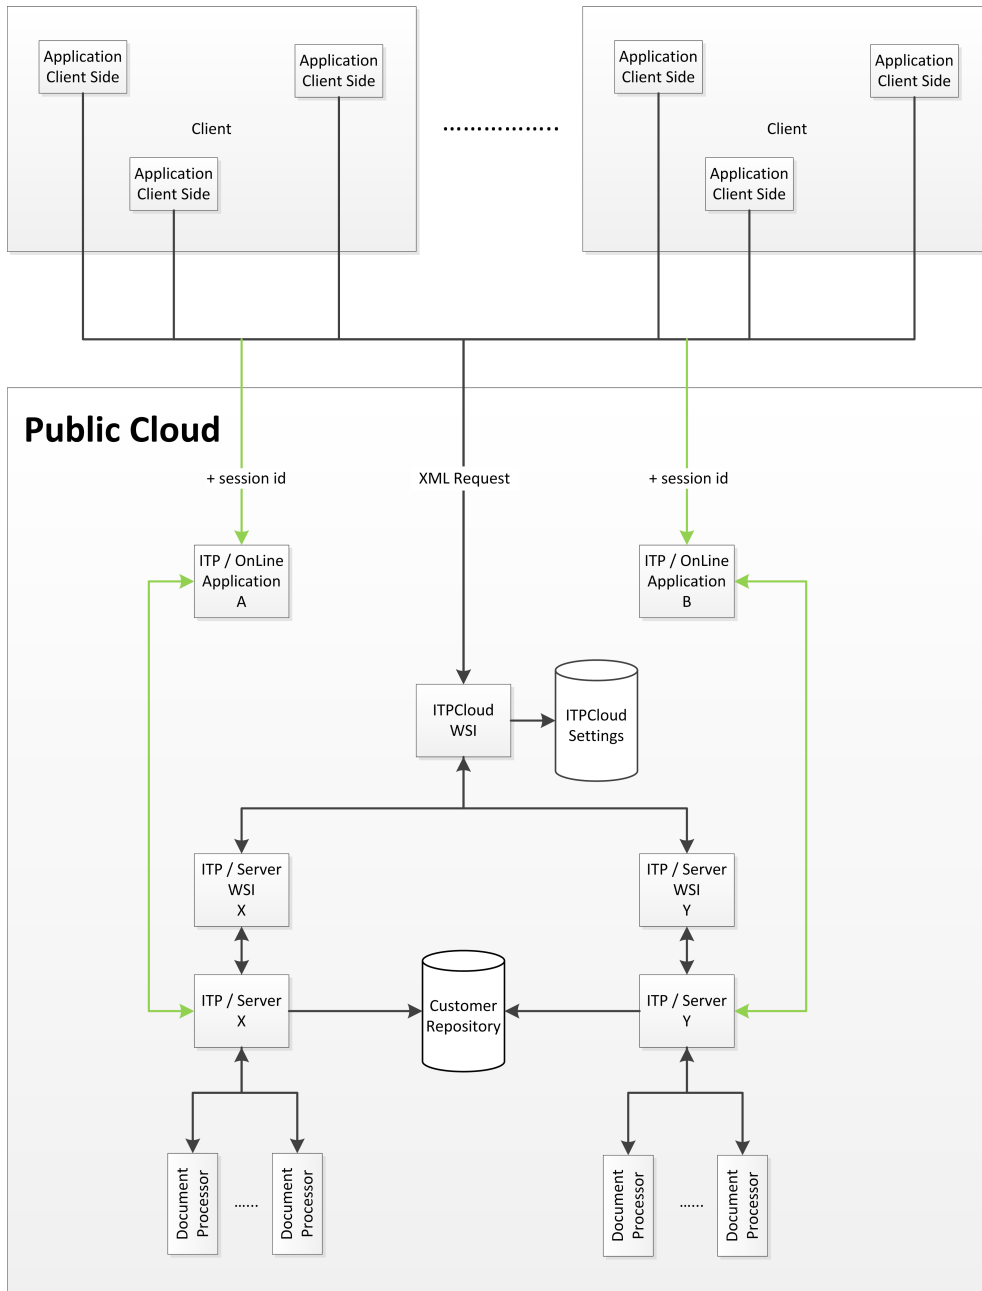 Application
Client Side
Application
Client Side
Client
Application
Client Side
Application
Client Side
Application
Client Side
Client
Application
Client Side
Public Cloud
+ session id
XML Request
+ session id
ITP / OnLine
Application
A
ITP / OnLine
Application
B
ITPCloud
WSI
ITPCloud
Settings
ITP / Server
WSI
X
ITP / Server
WSI
Y
ITP / Server
X
Customer
Repository
ITP / Server
Y
Document
Processor
......
Document
Processor
Document
Processor
......
Document
Processor